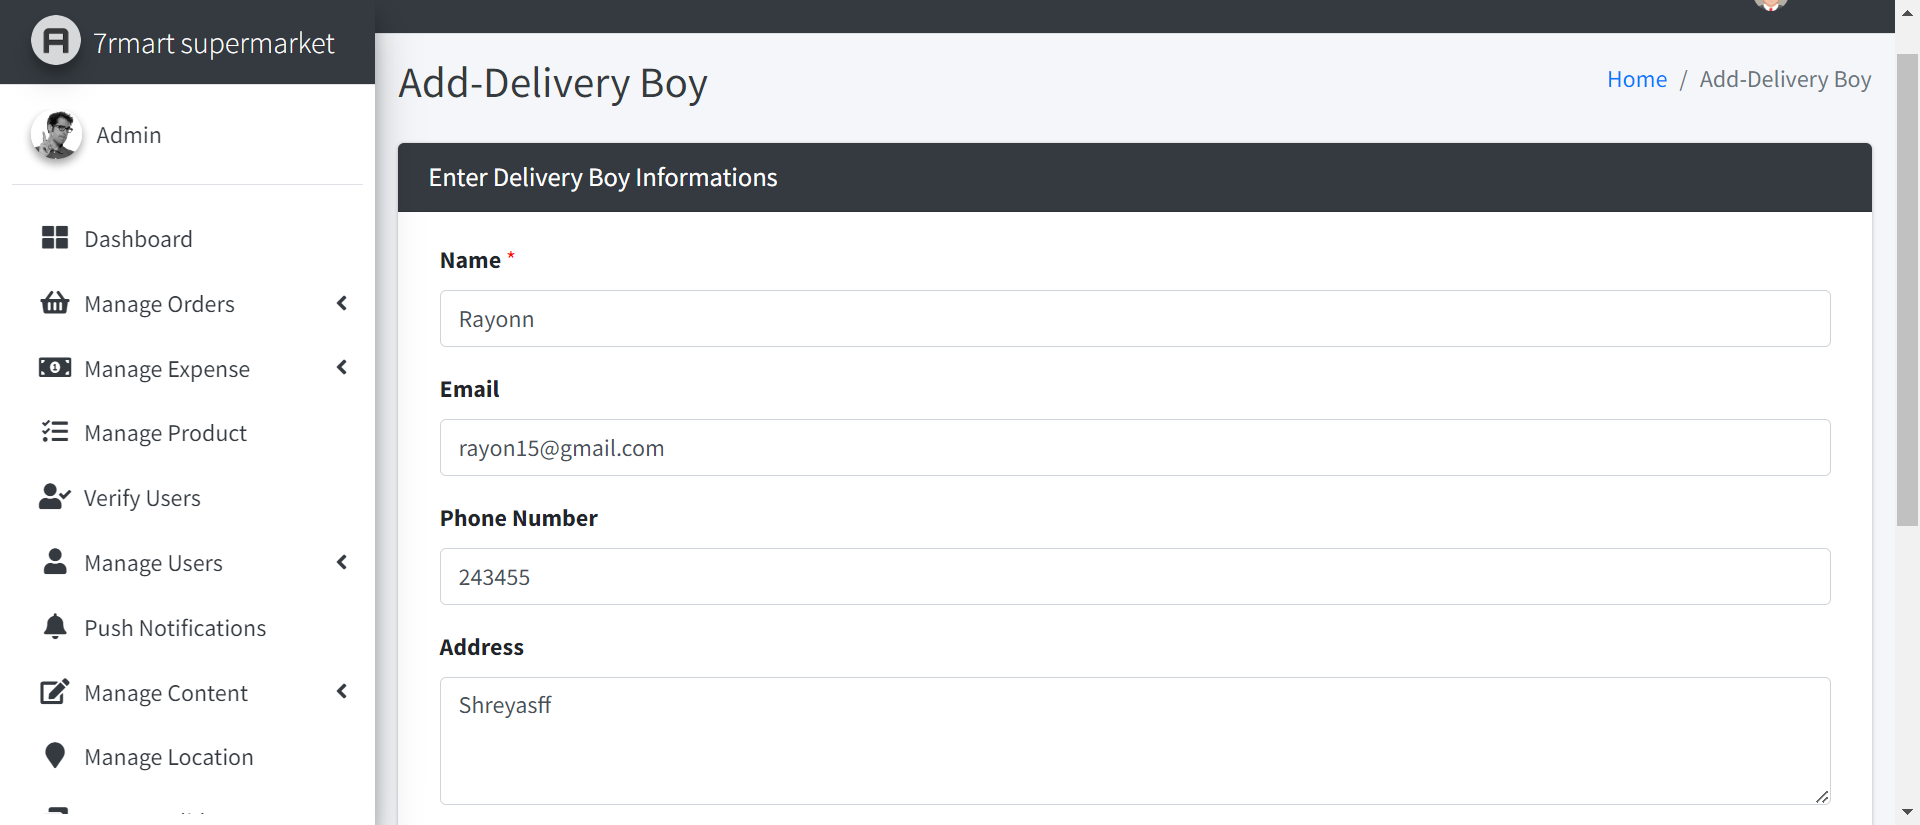 7rmart supermarket
Admin
Dashboard
Manage Orders
Manage Expense
Manage Product
Verify Users
Manage Users
Push Notifications
Manage Content
Manage Location
Add-Delivery Boy
Home / Add-Delivery Boy
Enter Delivery Boy Informations
Name *
Rayonn
Email
rayon15@gmail.com
Phone Number
243455
Address
Shreyasff